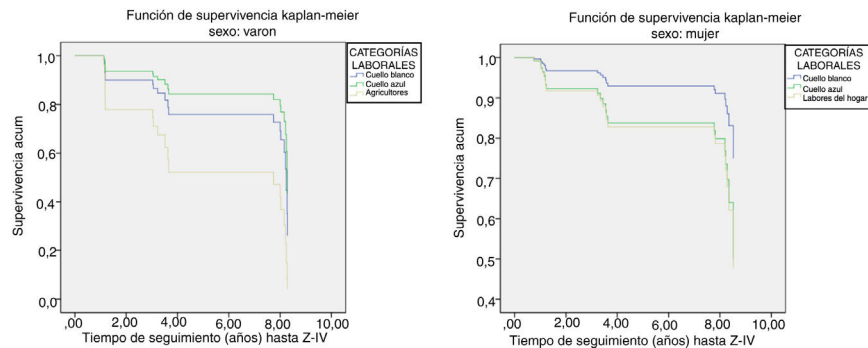 Función de supervivencia kaplan-meier
sexo: varon
CATEGORÍAS
LABORALES
Cuello blanco
Cuello azul
Agricultores
Supervivencia acum
1,0
0,8
0,6
0,4
0,2
0,0
,00
2,00
4,00
6,00
8,00
10,00
Tiempo de seguimiento (años) hasta Z-IV
Función de supervivencia kaplan-meier
sexo: mujer
CATEGORÍAS
LABORALES
Cuello blanco
Cuello azul
Labores del hogar
Supervivencia acum
1,0
0,9
0,8
0,7
0,6
0,5
0,4
,00
2,00
4,00
6,00
8,00
10,00
Tiempo de seguimiento (años) hasta Z-IV